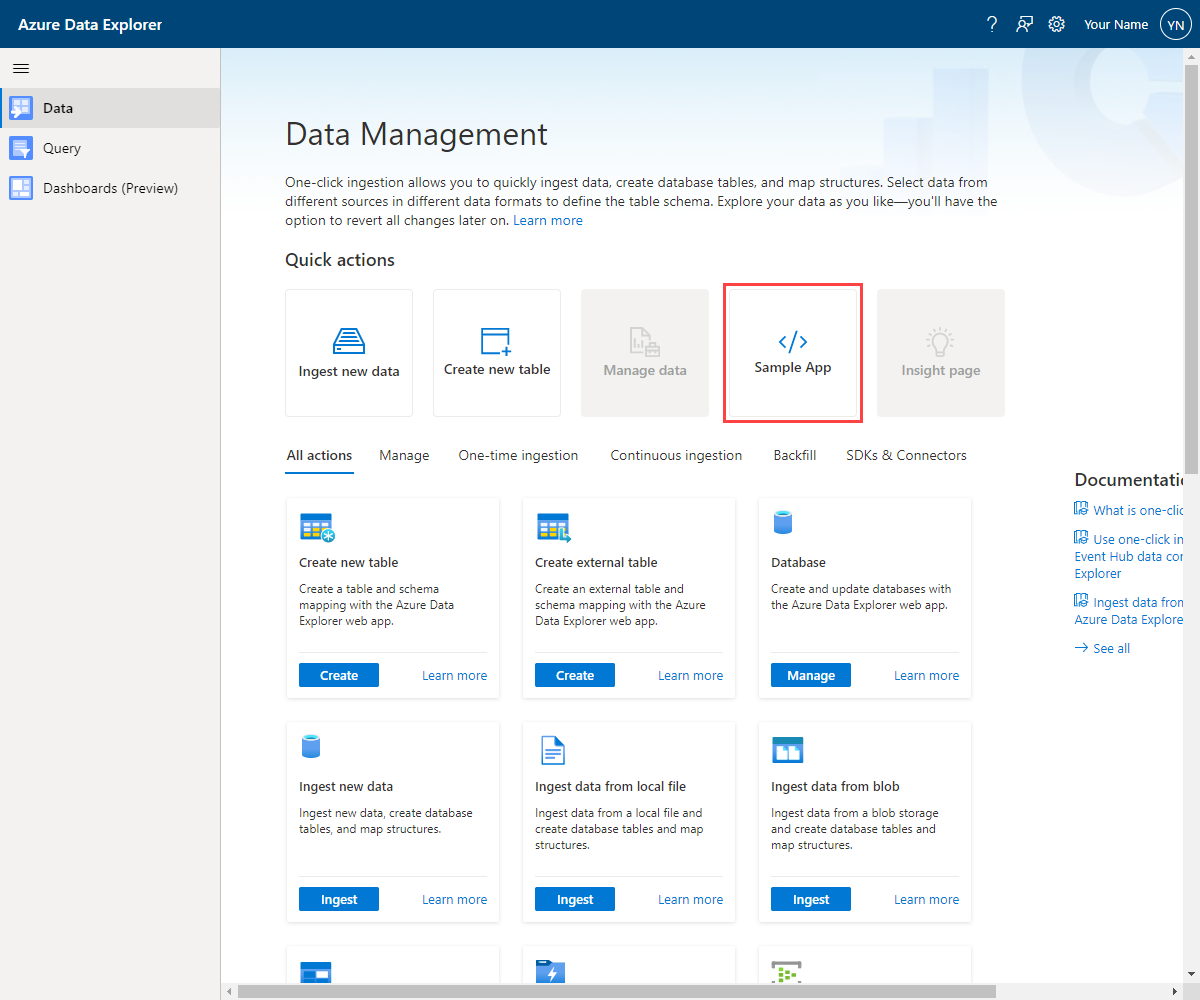 Azure Data Explorer
? Your Name YN
Data
Query
Dashboards (Preview)
Data Management
One-click ingestion allows you to quickly ingest data, create database tables, and map structures. Select data from
different sources in different data formats to define the table schema. Explore your data as you like—you'll have the
option to revert all changes later on. Learn more
Quick actions
Ingest new data
Create new table
Manage data
</> Sample App
Insight page
All actions Manage One-time ingestion Continuous ingestion Backfill SDKs & Connectors
Create new table
Create a table and schema
mapping with the Azure Data
Explorer web app.
Create Learn more
Create external table
Create an external table and
schema mapping with the Azure
Data Explorer web app.
Create Learn more
Database
Create and update databases with
the Azure Data Explorer web app.
Manage Learn more
Ingest new data
Ingest new data, create database
tables, and map structures.
Ingest Learn more
Ingest data from local file
Ingest data from a local file and
create database tables and map
structures.
Ingest Learn more
Ingest data from blob
Ingest data from a blob storage
and create database tables and
map structures.
Ingest Learn more
Documentatio
What is one-clic
Use one-click in
Event Hub data con
Explorer
Ingest data from
Azure Data Explore
See all